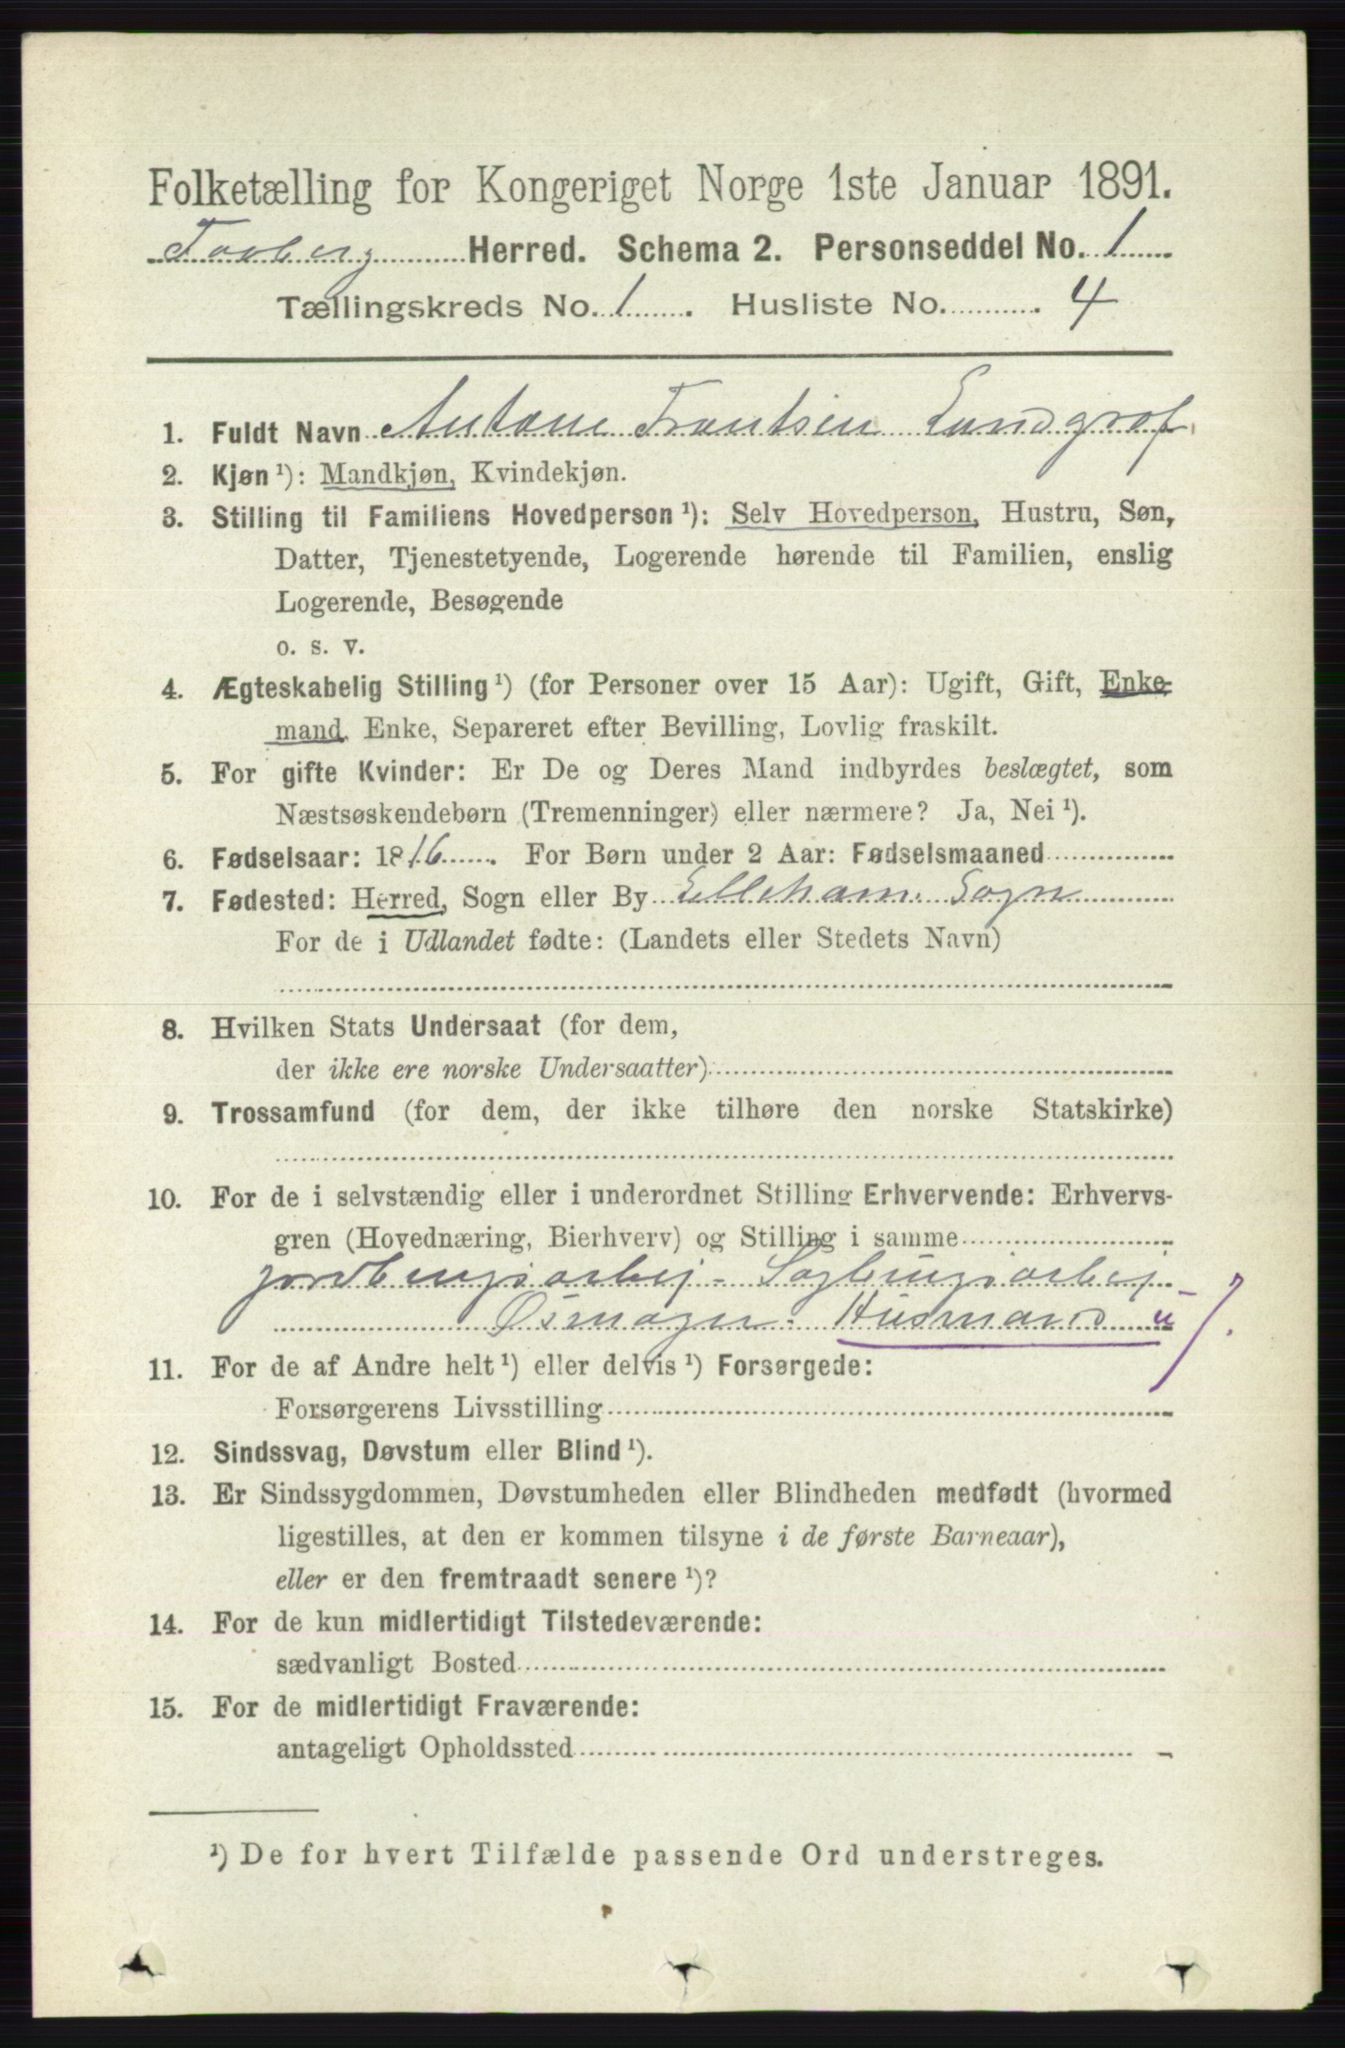 Folketælling for Kongeriget Norge 1ste Januar 1891.
Faaberg Herred. Schema 2. Personseddel No. 1
Tællingskreds No. 1. Husliste No. 4
1. Fuldt Navn Antone Frantsen Landgraf
2. Kjøn ¹): Mandkjøn, Kvindekjøn.
3. Stilling til Familiens Hovedperson ¹): Selv Hovedperson, Hustru, Søn,
Datter, Tjenestetyende, Logerende hørende til Familien, enslig
Logerende, Besøgende
o. s. v.
4. Ægteskabelig Stilling ¹) (for Personer over 15 Aar): Ugift, Gift, Enke-
mand, Enke, Separeret efter Bevilling, Lovlig fraskilt.
5. For gifte Kvinder: Er De og Deres Mand indbyrdes beslægtet, som
Næstsøskendebørn (Tremenninger) eller nærmere? Ja, Nei ¹).
6. Fødselsaar: 1816. For Børn under 2 Aar: Fødselsmaaned
7. Fødested: Herred, Sogn eller By Sogn
For de i Udlandet fødte: (Landets eller Stedets Navn)
8. Hvilken Stats Undersaat (for dem,
der ikke ere norske Undersaatter)
9. Trossamfund (for dem, der ikke tilhøre den norske Statskirke)
10. For de i selvstændig eller i underordnet Stilling Erhvervende: Erhvervs-
gren (Hovednæring, Bierhverv) og Stilling i samme
jordbrugsarbej - Sagbrugsarbej
Husmand u 7.
11. For de af Andre helt ¹) eller delvis ¹) Forsørgede:
Forsørgerens Livsstilling
12. Sindssvag, Døvstum eller Blind ¹).
13. Er Sindssygdommen, Døvstumheden eller Blindheden medfødt (hvormed
ligestilles, at den er kommen tilsyne i de første Barneaar),
eller er den fremtraadt senere ¹)?
14. For de kun midlertidigt Tilstedeværende:
sædvanligt Bosted
15. For de midlertidigt Fraværende:
antageligt Opholdssted
¹) De for hvert Tilfælde passende Ord understreges.